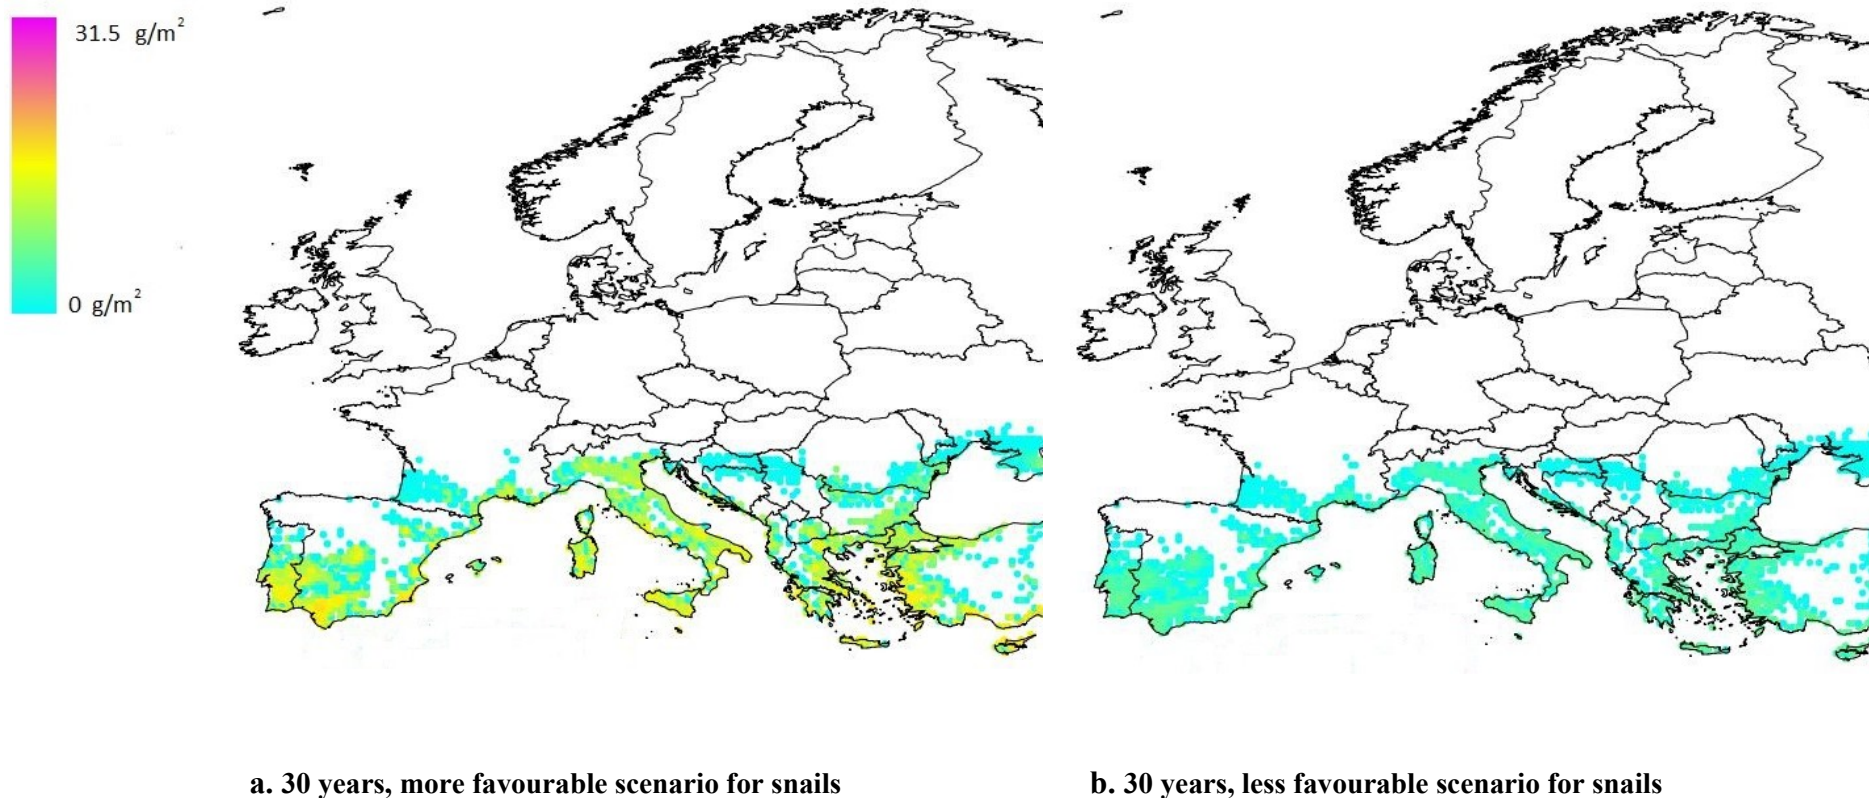 31.5 g/m²
0 g/m²
a. 30 years, more favourable scenario for snails
b. 30 years, less favourable scenario for snails